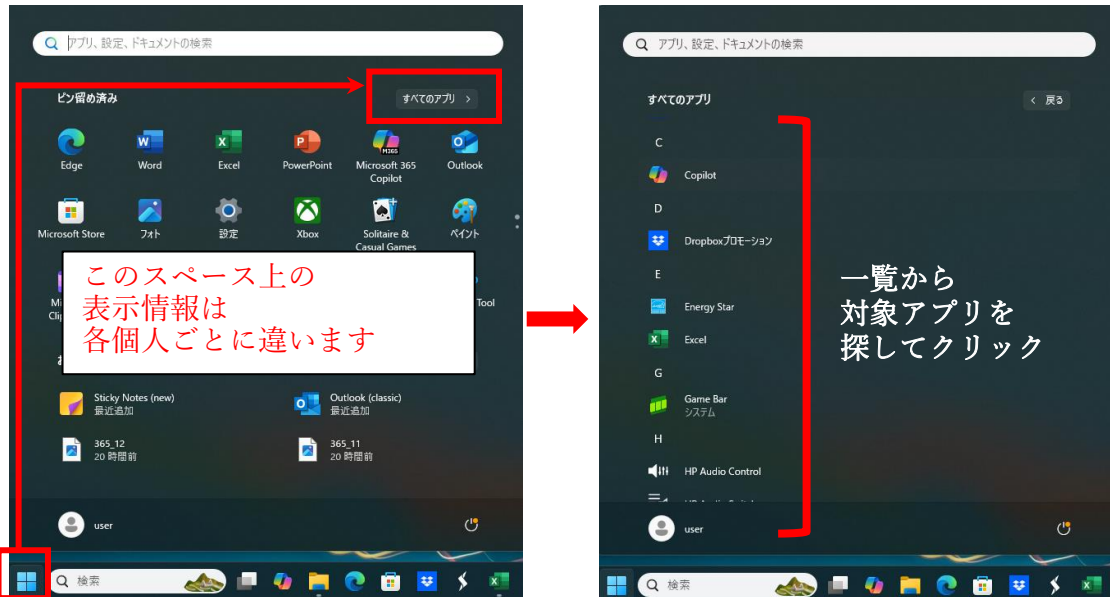 アプリ、設定、ドキュメントの検索
ピン留め済み
すべてのアプリ >
Edge
Word
Excel
PowerPoint
Microsoft 365
Copilot
Outlook
Microsoft Store
フォト
設定
Xbox
Solitaire &
Casual Games
ペイント
このスペース上の
表示情報は
各個人ごとに違います
Tool
Sticky Notes (new)
最近追加
Outlook (classic)
最近追加
365_12
20 時間前
365_11
20 時間前
user
検索
アプリ、設定、ドキュメントの検索
すべてのアプリ
< 戻る
C
Copilot
D
Dropboxプロモーション
E
Energy Star
Excel
G
Game Bar
システム
H
HP Audio Control
一覧から
対象アプリを
探してクリック
user
検索